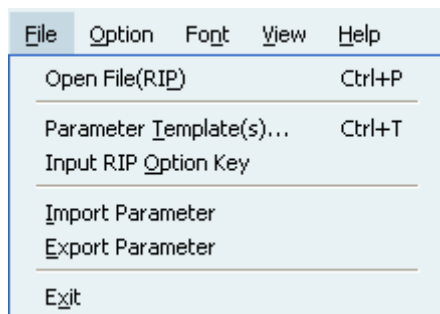 File Option Font View Help
Open File(RIP) Ctrl+P
Parameter Template(s)... Ctrl+T
Input RIP Option Key
Import Parameter
Export Parameter
Exit